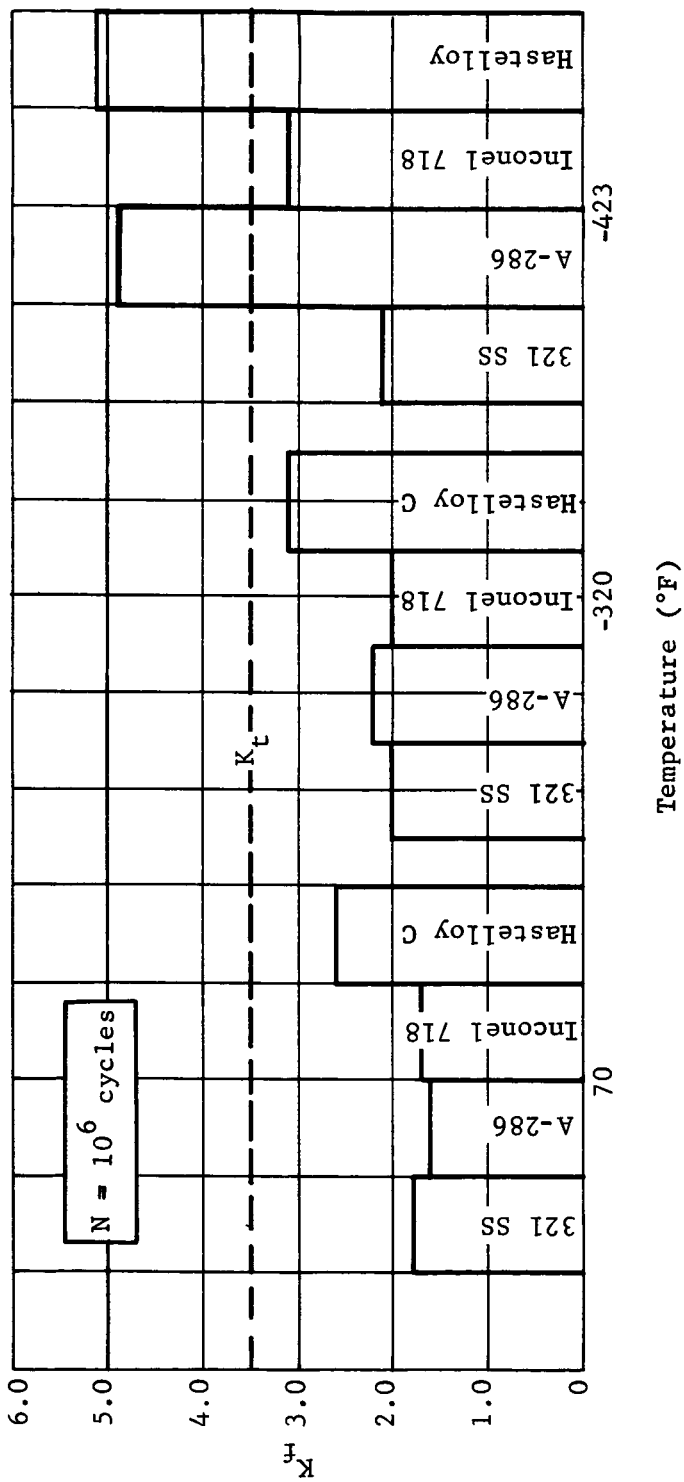 6.0
5.0
4.0
3.0
2.0
1.0
0
K_f
N = 10^6 cycles
K_t
321 SS
A-286
Inconel 718
Hastelloy C
321 SS
A-286
Inconel 718
Hastelloy C
321 SS
A-286
Inconel 718
Hastelloy
70
-320
-423
Temperature (°F)